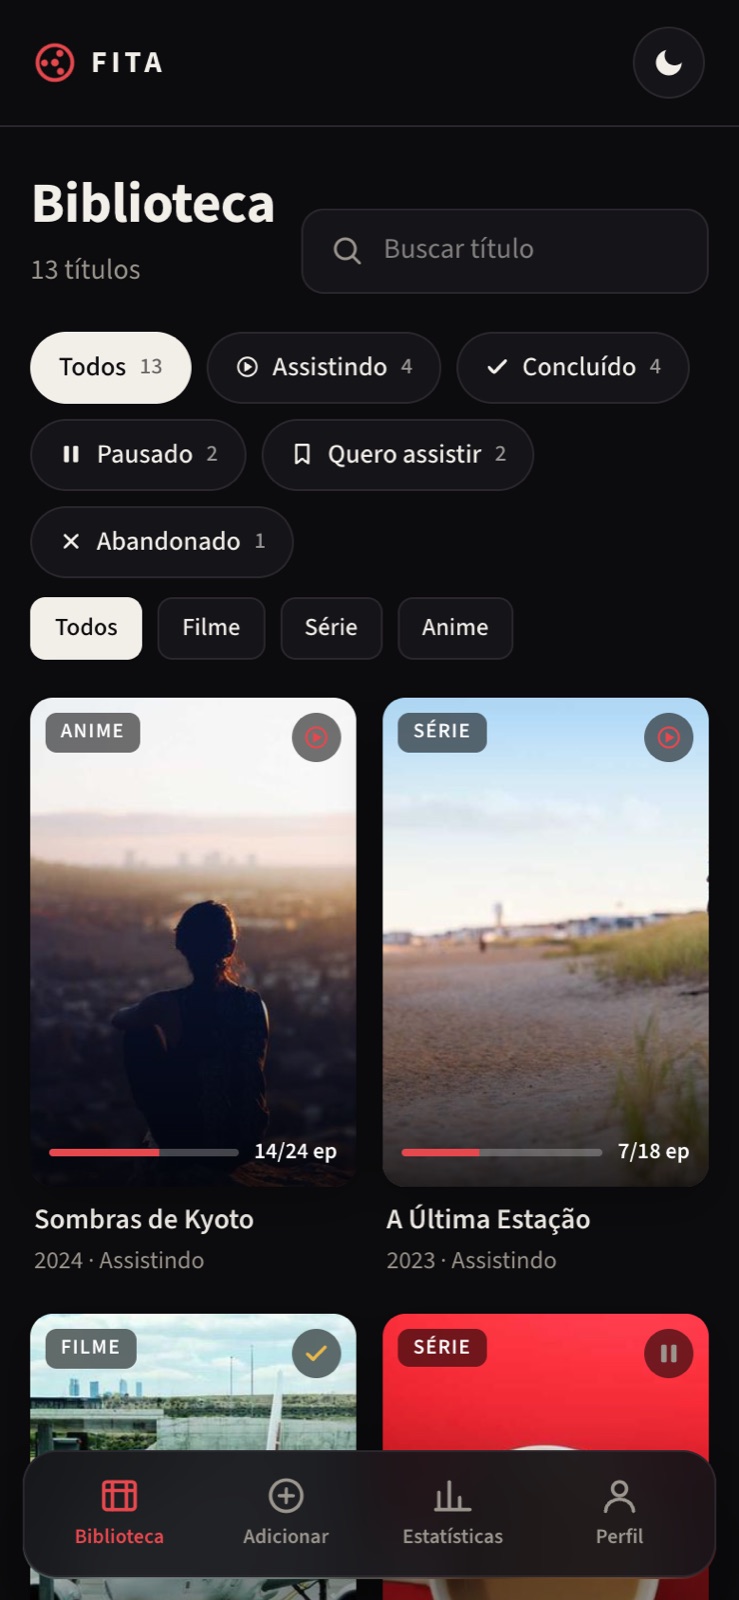 FITA
Biblioteca
13 títulos
Buscar título
Todos 13
Assistindo 4
Concluído 4
Pausado 2
Quero assistir 2
Abandonado 1
Todos
Filme
Série
Anime
ANIME
SÉRIE
14/24 ep
7/18 ep
Sombras de Kyoto
A Última Estação
2024 · Assistindo
2023 · Assistindo
FILME
SÉRIE
Biblioteca
Adicionar
Estatísticas
Perfil